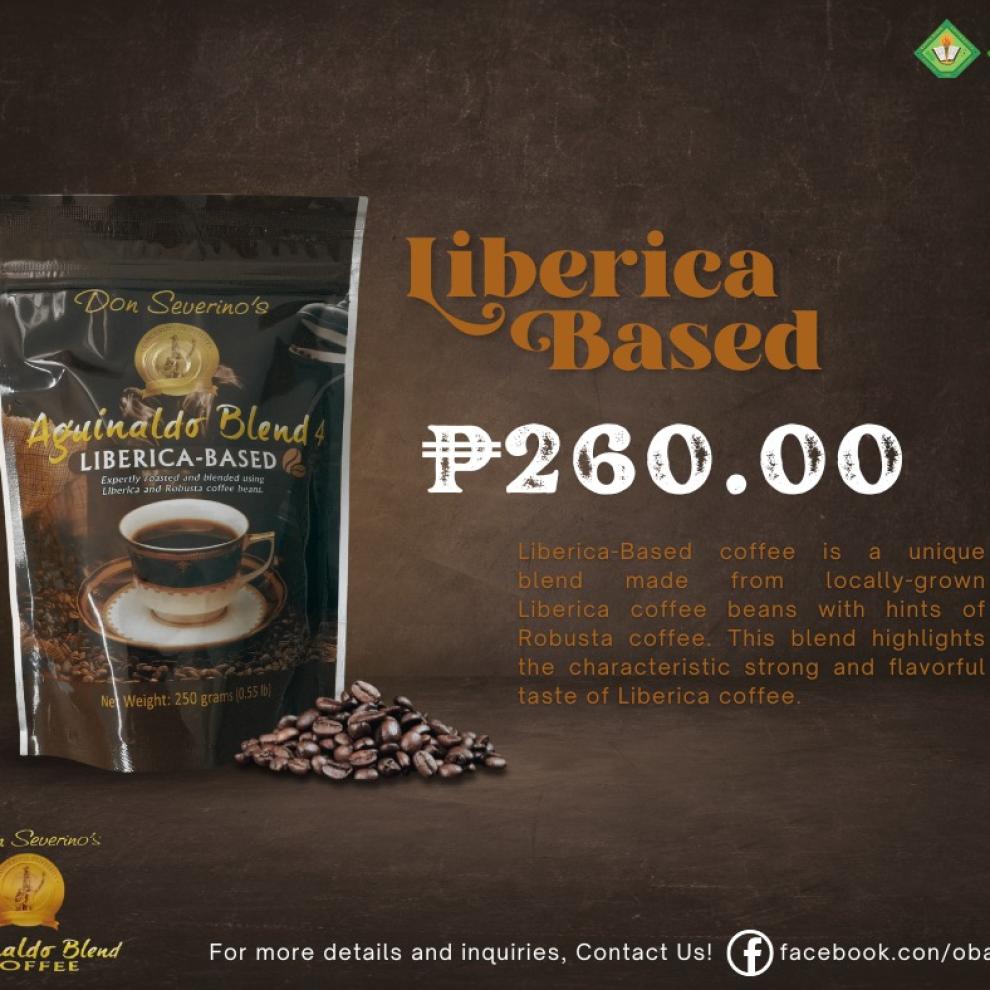 Don Severino's
Aguinaldo Blend 4
LIBERICA-BASED
Expertly roasted and blended using
Liberica and Robusta coffee beans.
Net Weight: 250 grams (0.55 lb)
Liberica
Based
₱260.00
Liberica-Based coffee is a unique
blend made from locally-grown
Liberica coffee beans with hints of
Robusta coffee. This blend highlights
the characteristic strong and flavorful
taste of Liberica coffee.
n Severino's
naldo Blend
OFFEE
For more details and inquiries, Contact Us!
facebook.con/oba